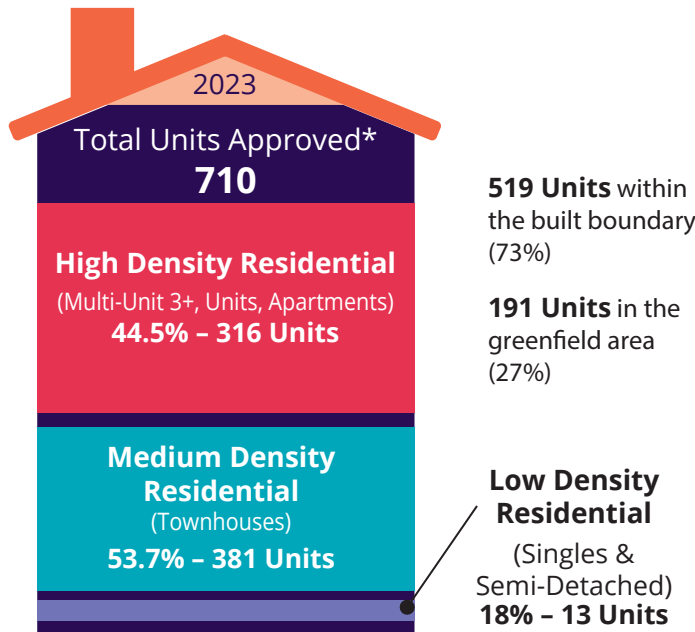 2023
Total Units Approved*
710
High Density Residential
(Multi-Unit 3+, Units, Apartments)
44.5% – 316 Units
Medium Density
Residential
(Townhouses)
53.7% – 381 Units
519 Units within
the built boundary
(73%)
191 Units in the
greenfield area
(27%)
Low Density
Residential
(Singles &
Semi-Detached)
18% – 13 Units